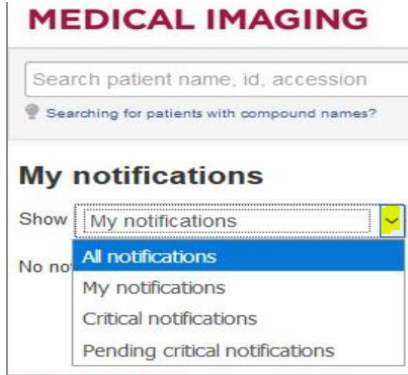 MEDICAL IMAGING
Search patient name, id, accession
Searching for patients with compound names?
My notifications
Show My notifications
No no
All notifications
My notifications
Critical notifications
Pending critical notifications